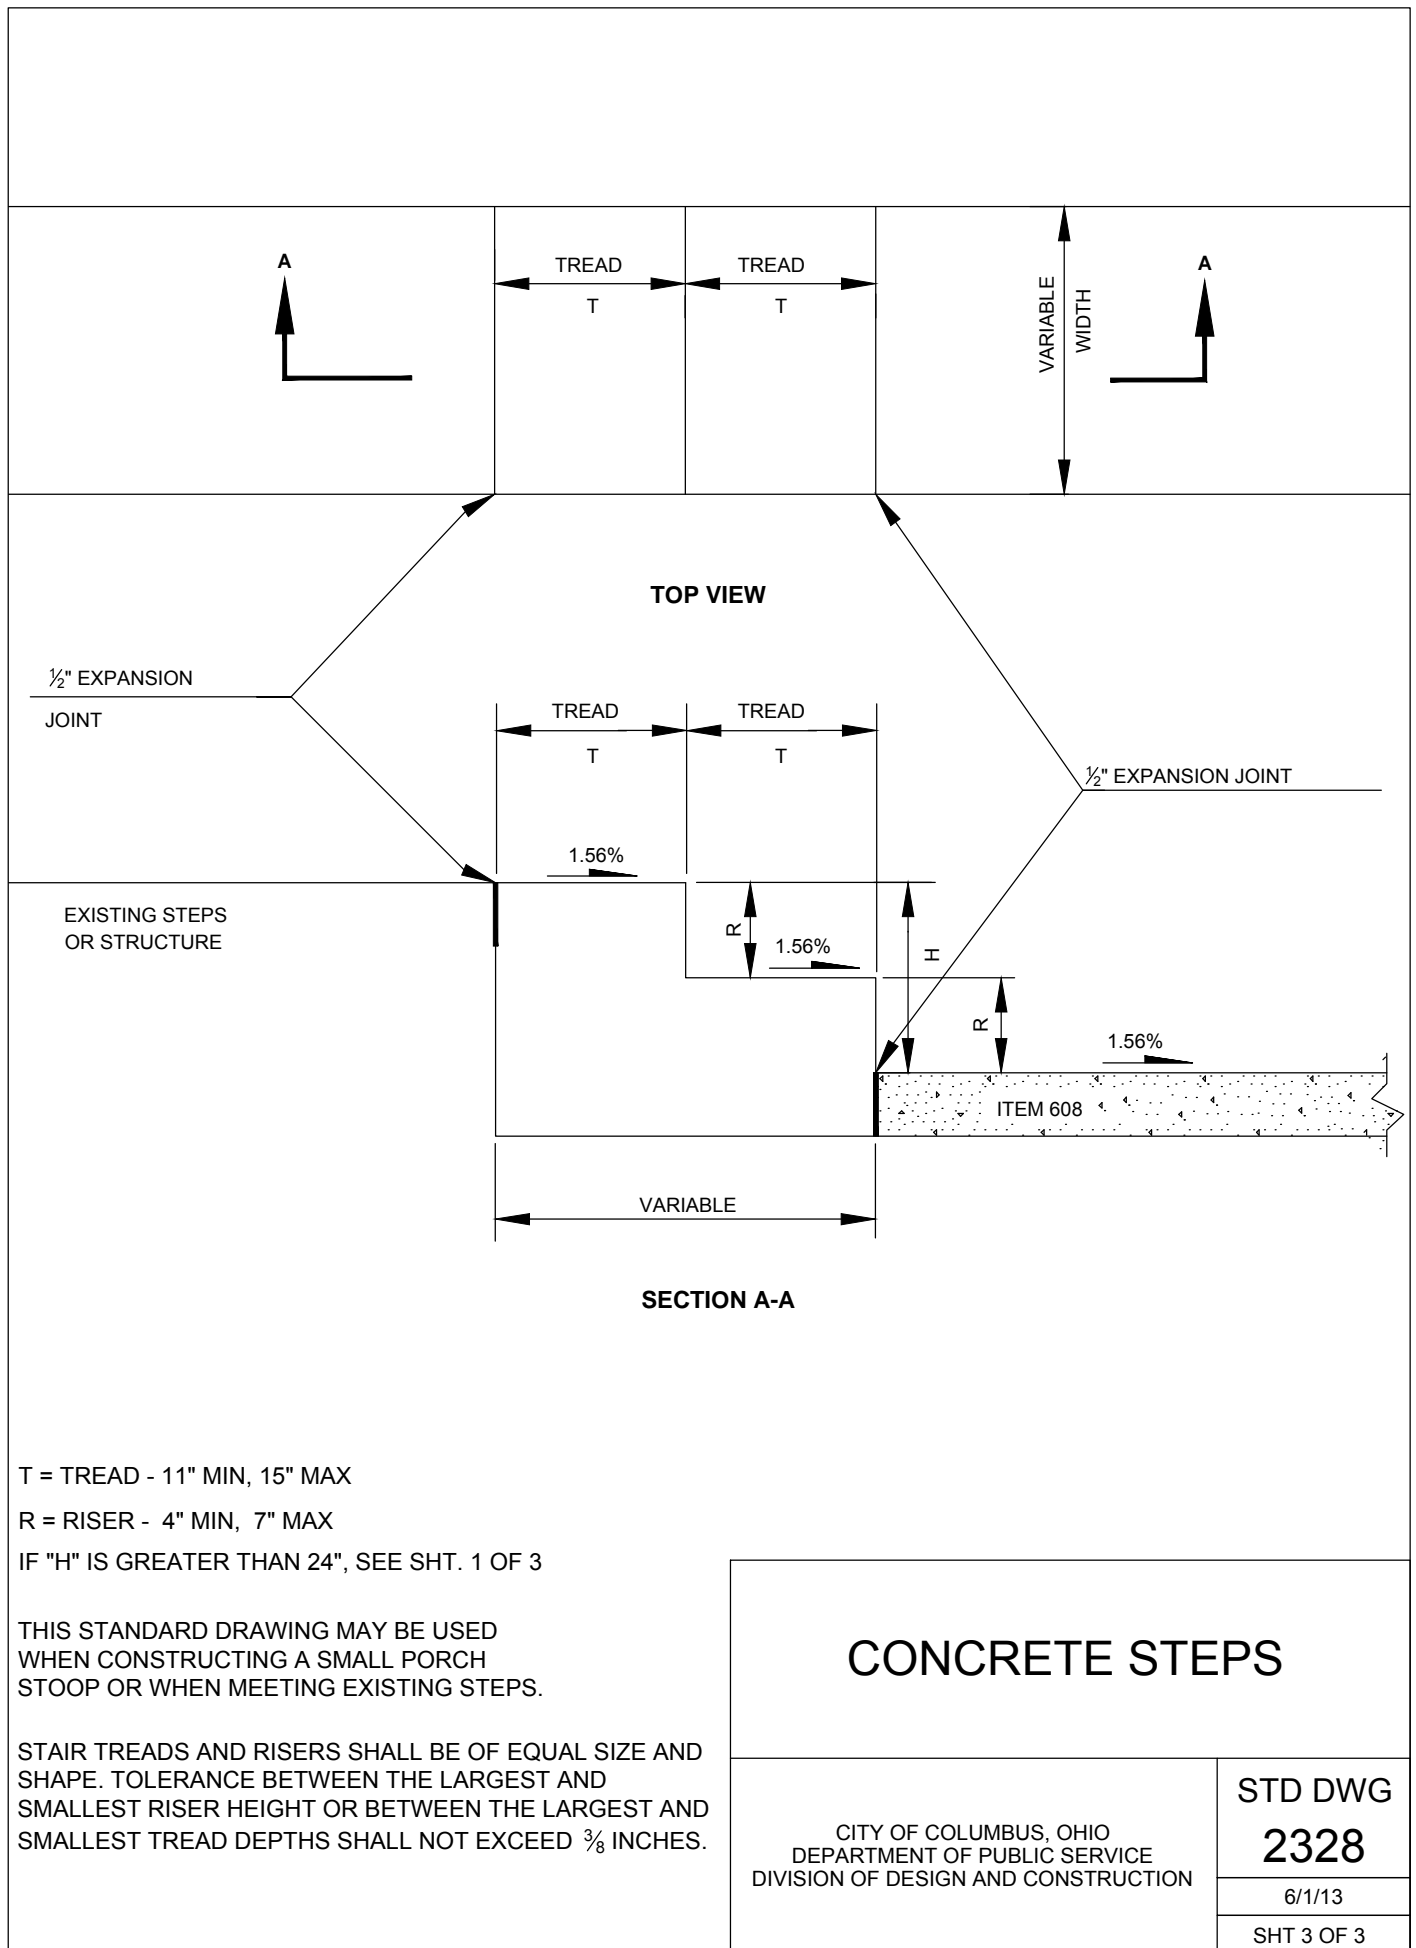 A
TREAD
T
TREAD
T
VARIABLE
WIDTH
A
TOP VIEW
½" EXPANSION
JOINT
TREAD
T
TREAD
T
½" EXPANSION JOINT
1.56%
EXISTING STEPS
OR STRUCTURE
R
1.56%
H
R
1.56%
ITEM 608
VARIABLE
SECTION A-A
T = TREAD - 11" MIN, 15" MAX
R = RISER - 4" MIN, 7" MAX
IF "H" IS GREATER THAN 24", SEE SHT. 1 OF 3
THIS STANDARD DRAWING MAY BE USED
WHEN CONSTRUCTING A SMALL PORCH
STOOP OR WHEN MEETING EXISTING STEPS.
STAIR TREADS AND RISERS SHALL BE OF EQUAL SIZE AND
SHAPE. TOLERANCE BETWEEN THE LARGEST AND
SMALLEST RISER HEIGHT OR BETWEEN THE LARGEST AND
SMALLEST TREAD DEPTHS SHALL NOT EXCEED ⅜ INCHES.
CONCRETE STEPS
CITY OF COLUMBUS, OHIO
DEPARTMENT OF PUBLIC SERVICE
DIVISION OF DESIGN AND CONSTRUCTION
STD DWG
2328
6/1/13
SHT 3 OF 3